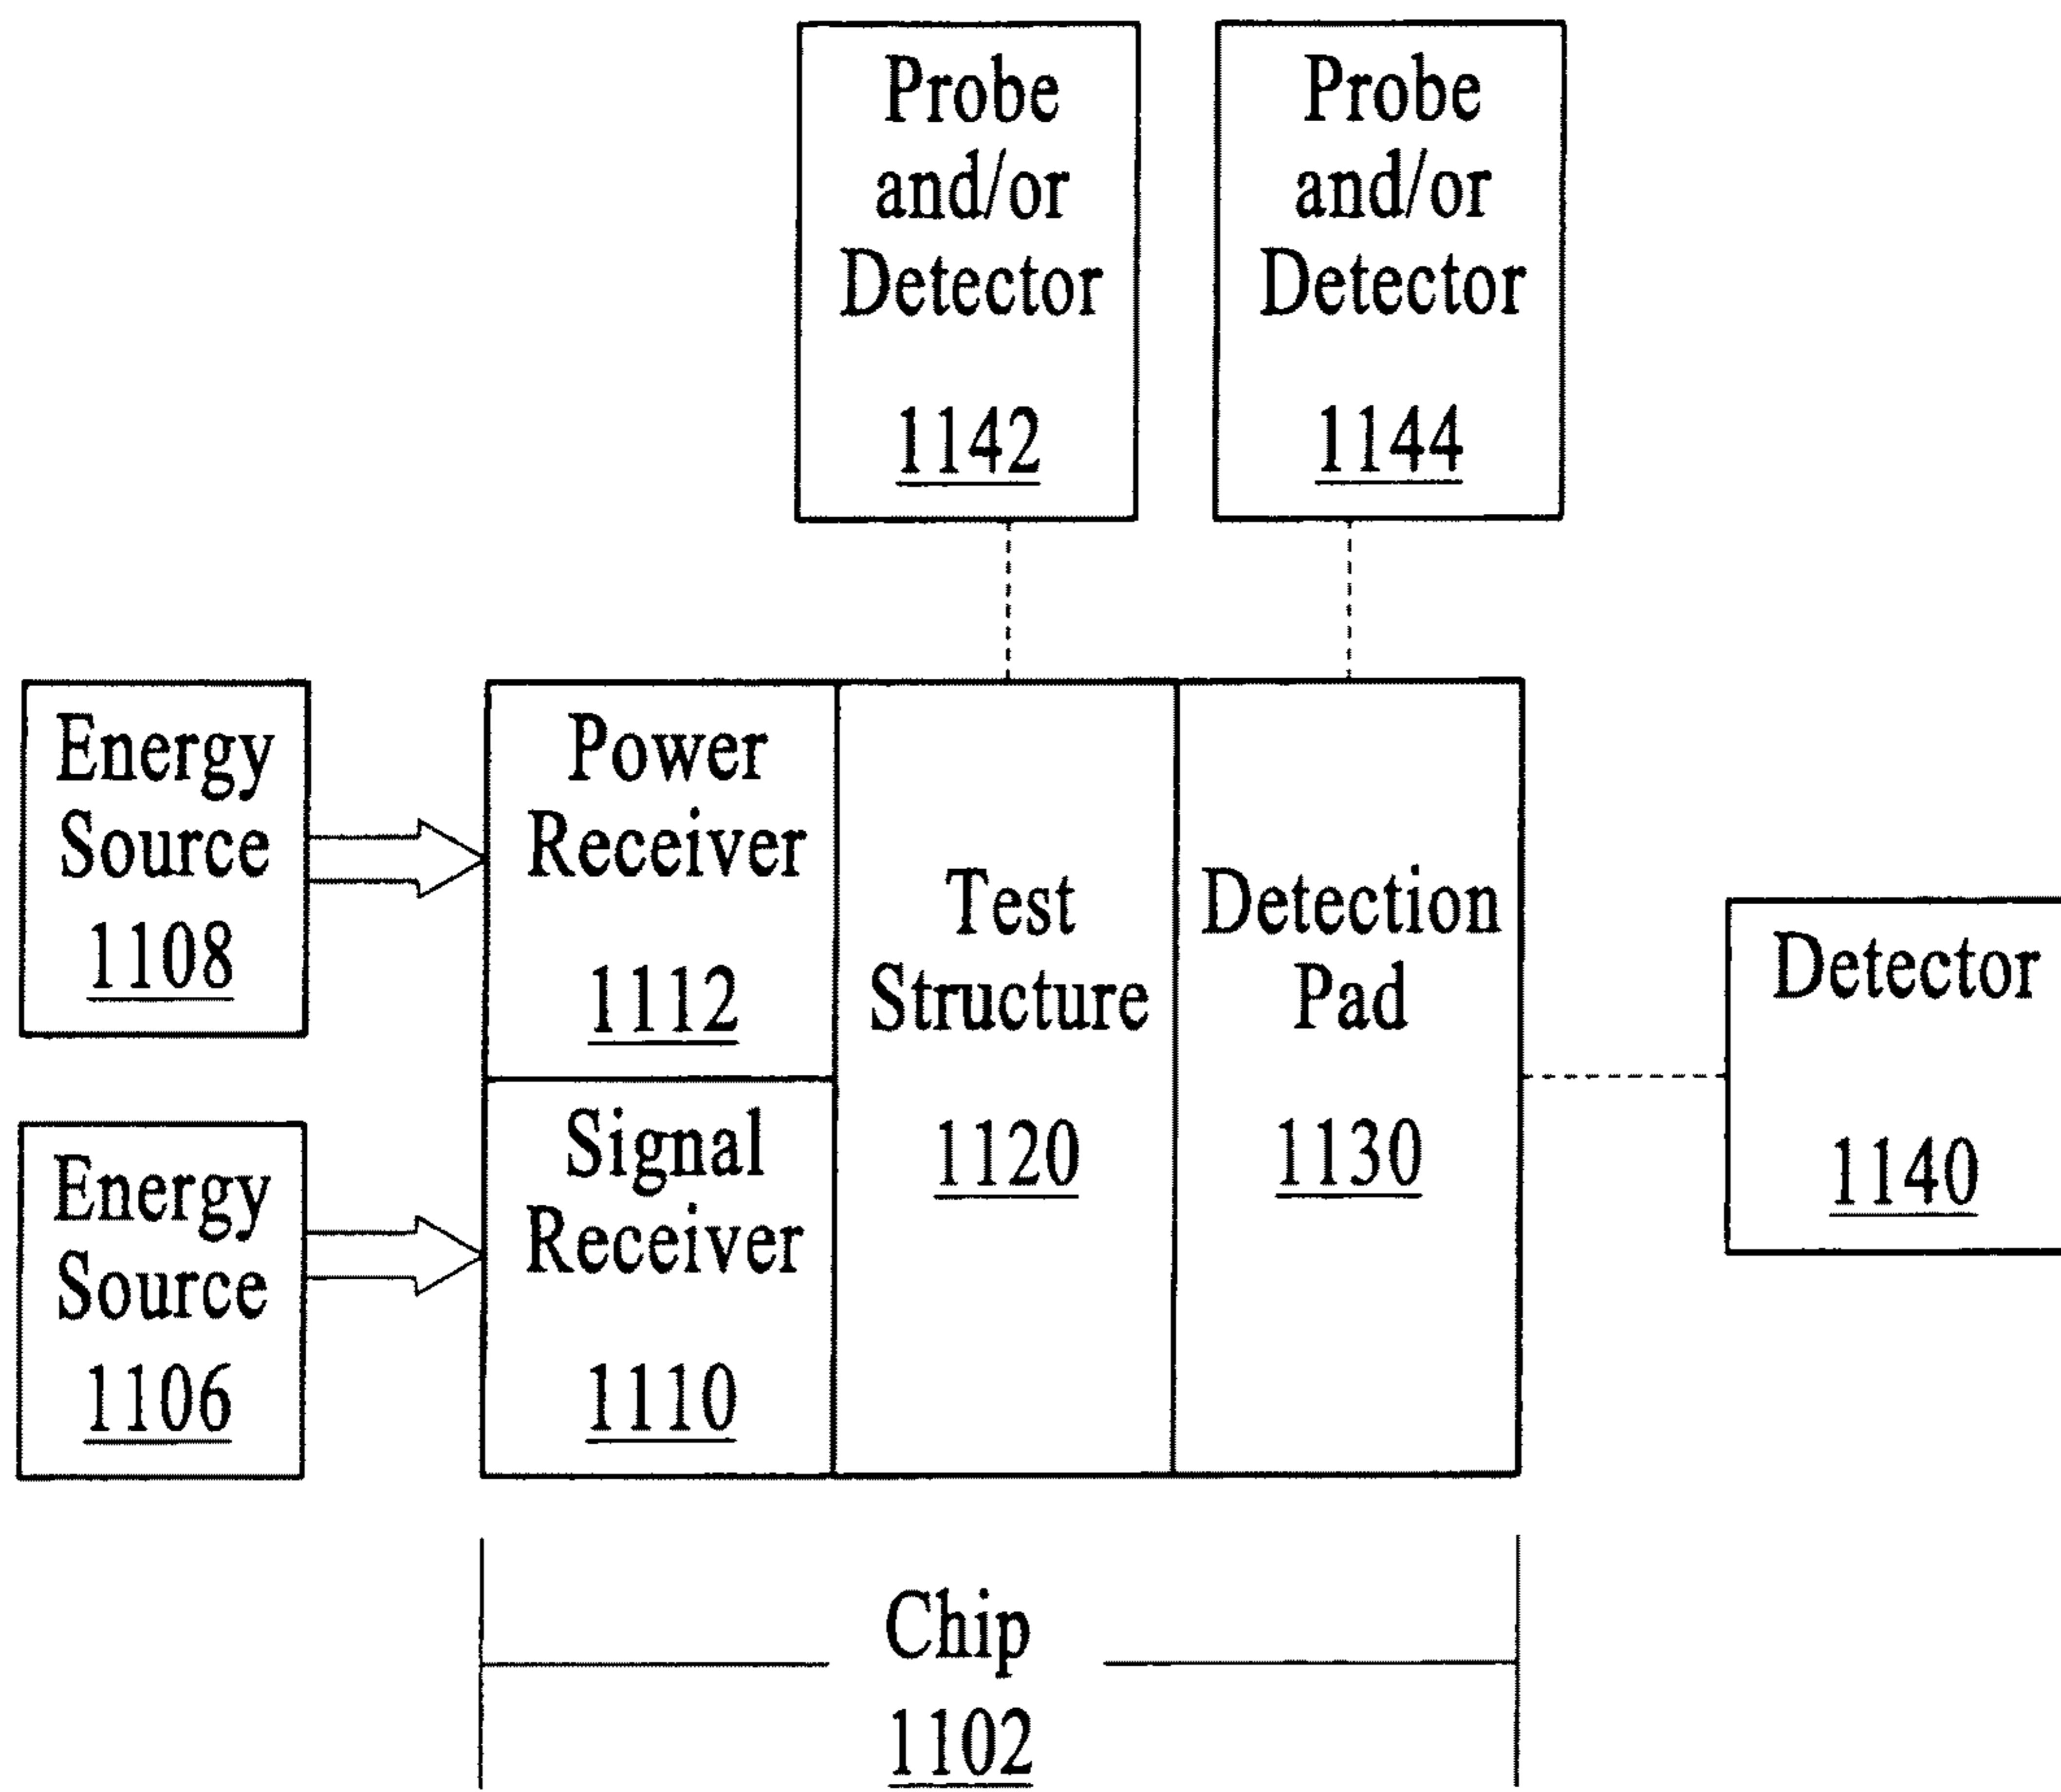 Probe
and/or
Detector
1142
Probe
and/or
Detector
1144
Energy
Source
1108
Power
Receiver
1112
Test
Structure
1120
Detection
Pad
1130
Detector
1140
Energy
Source
1106
Signal
Receiver
1110
Chip
1102